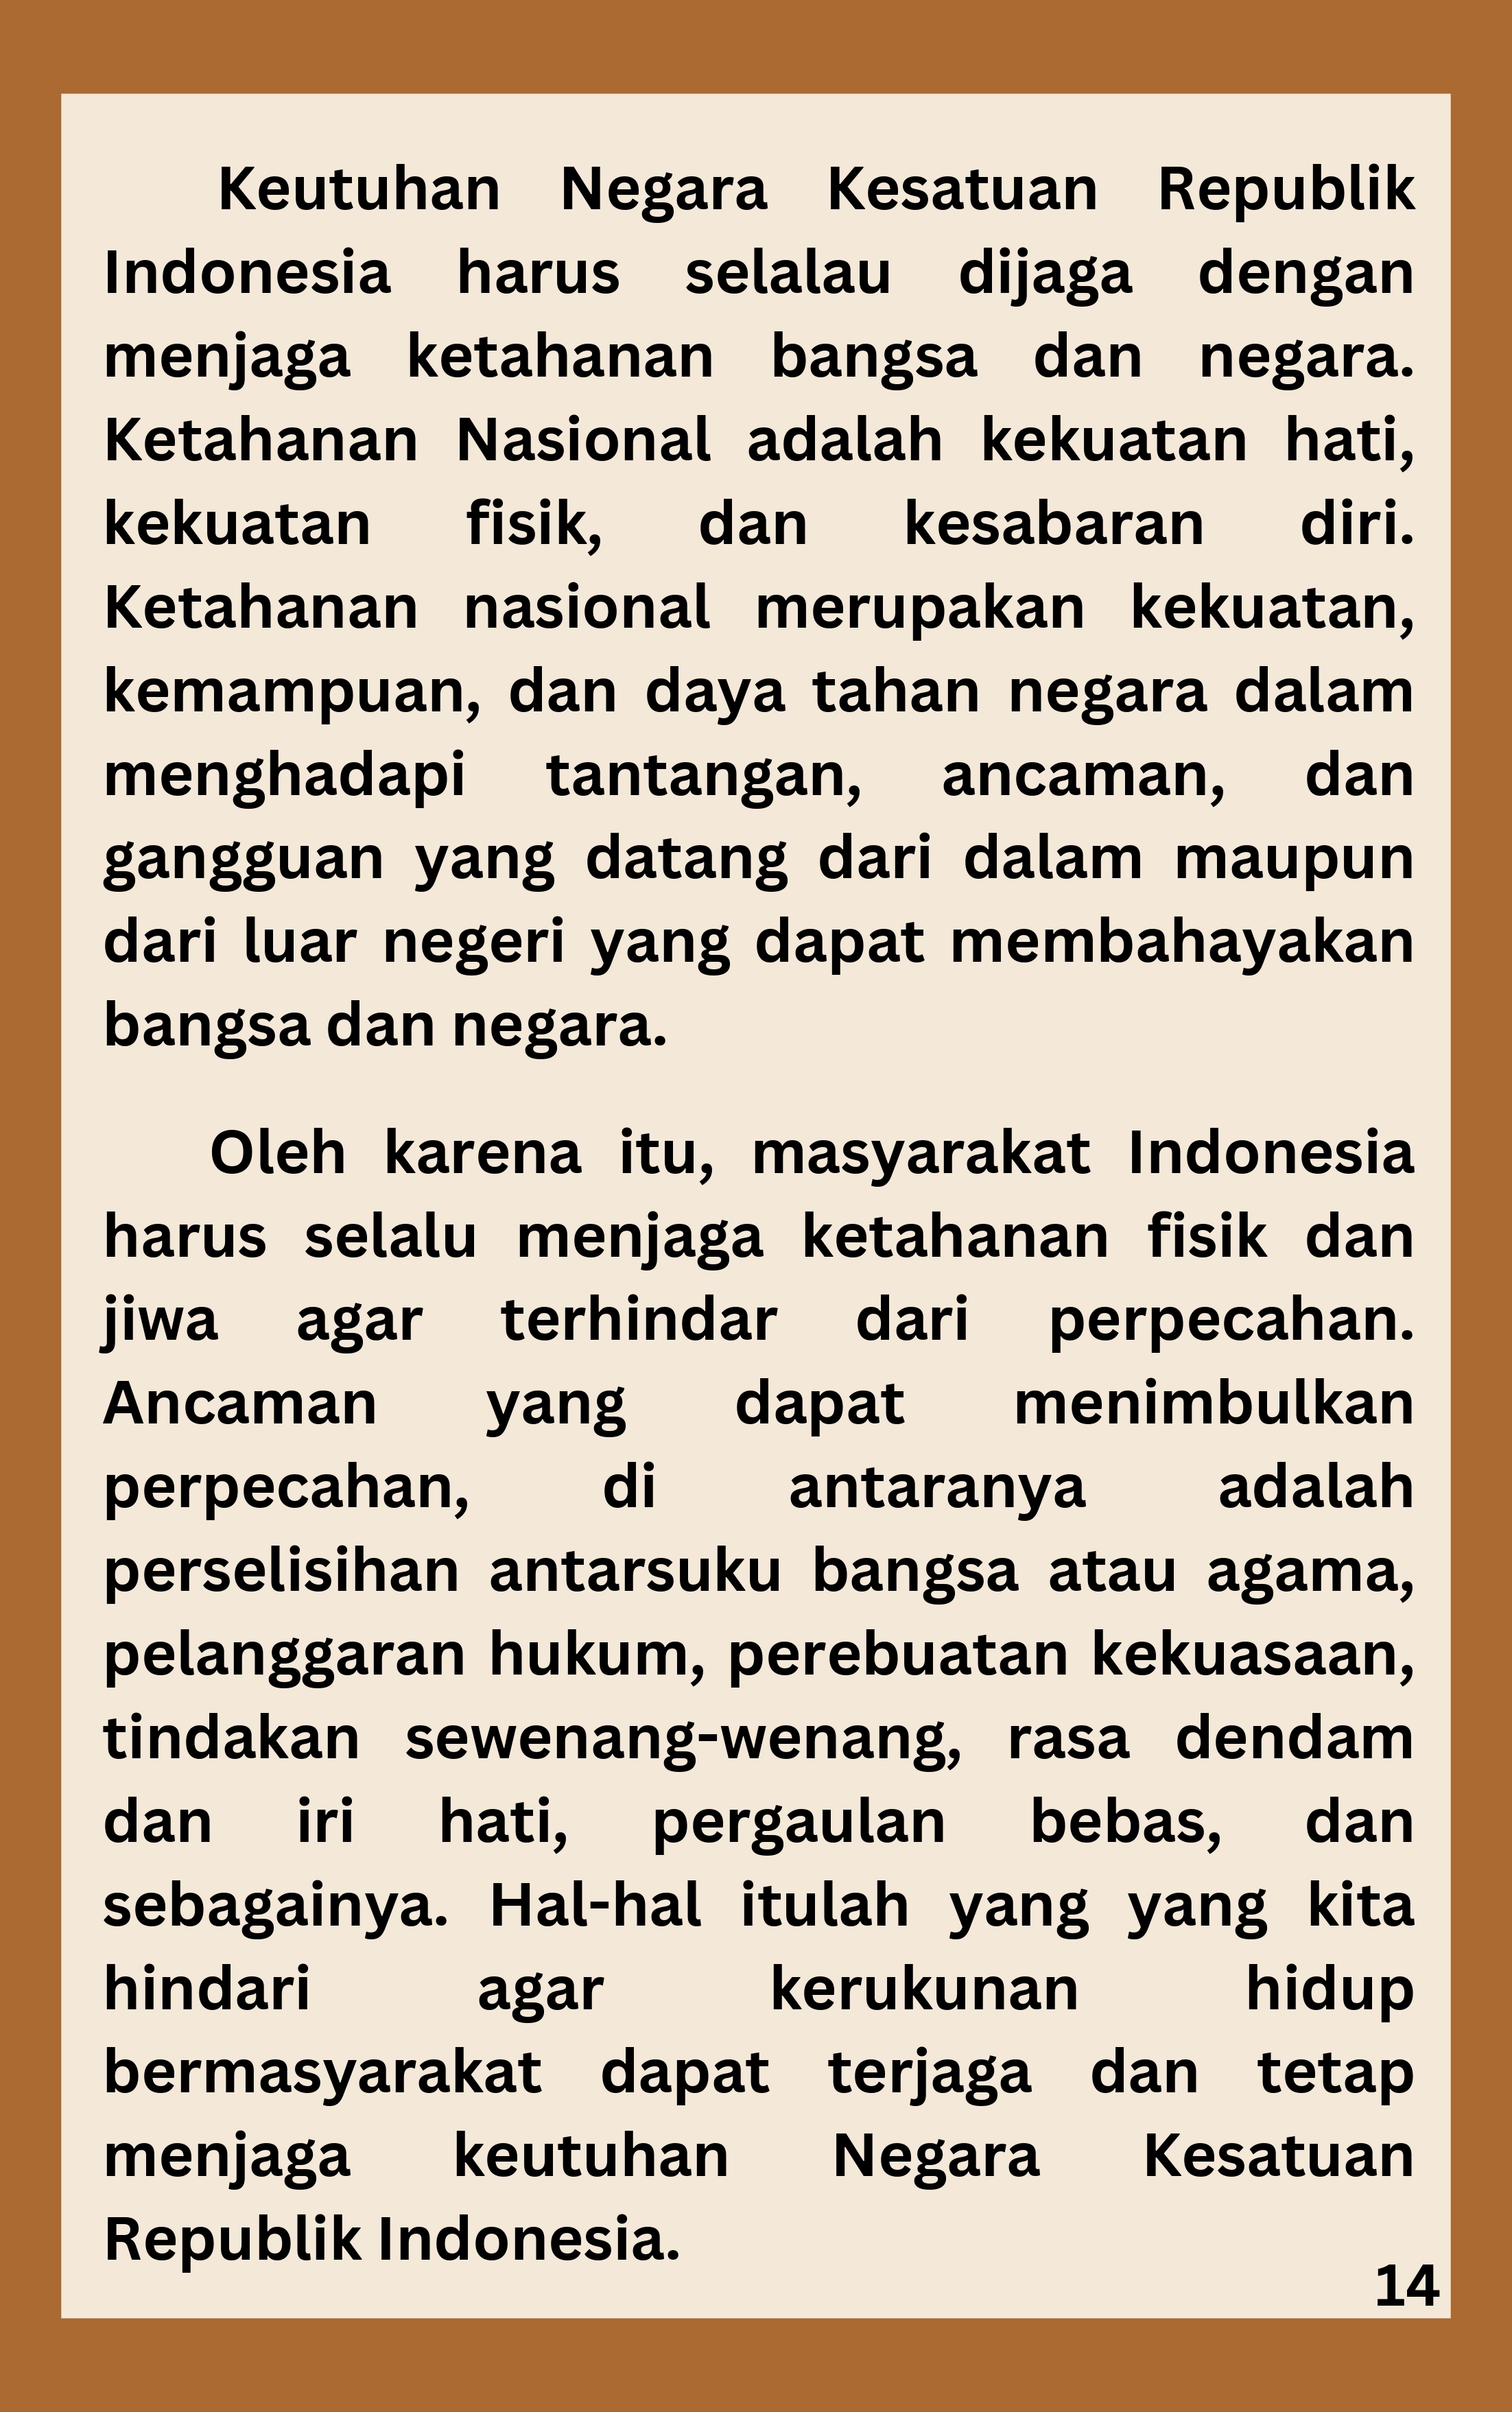 Keutuhan Negara Kesatuan Republik
Indonesia harus selalau dijaga dengan
menjaga ketahanan bangsa dan negara.
Ketahanan Nasional adalah kekuatan hati,
kekuatan fisik, dan kesabaran diri.
Ketahanan nasional merupakan kekuatan,
kemampuan, dan daya tahan negara dalam
menghadapi tantangan, ancaman, dan
gangguan yang datang dari dalam maupun
dari luar negeri yang dapat membahayakan
bangsa dan negara.
Oleh karena itu, masyarakat Indonesia
harus selalu menjaga ketahanan fisik dan
jiwa agar terhindar dari perpecahan.
Ancaman yang dapat menimbulkan
perpecahan, di antaranya adalah
perselisihan antarsuku bangsa atau agama,
pelanggaran hukum, perebuatan kekuasaan,
tindakan sewenang-wenang, rasa dendam
dan iri hati, pergaulan bebas, dan
sebagainya. Hal-hal itulah yang yang kita
hindari agar kerukunan hidup
bermasyarakat dapat terjaga dan tetap
menjaga keutuhan Negara Kesatuan
Republik Indonesia.
14